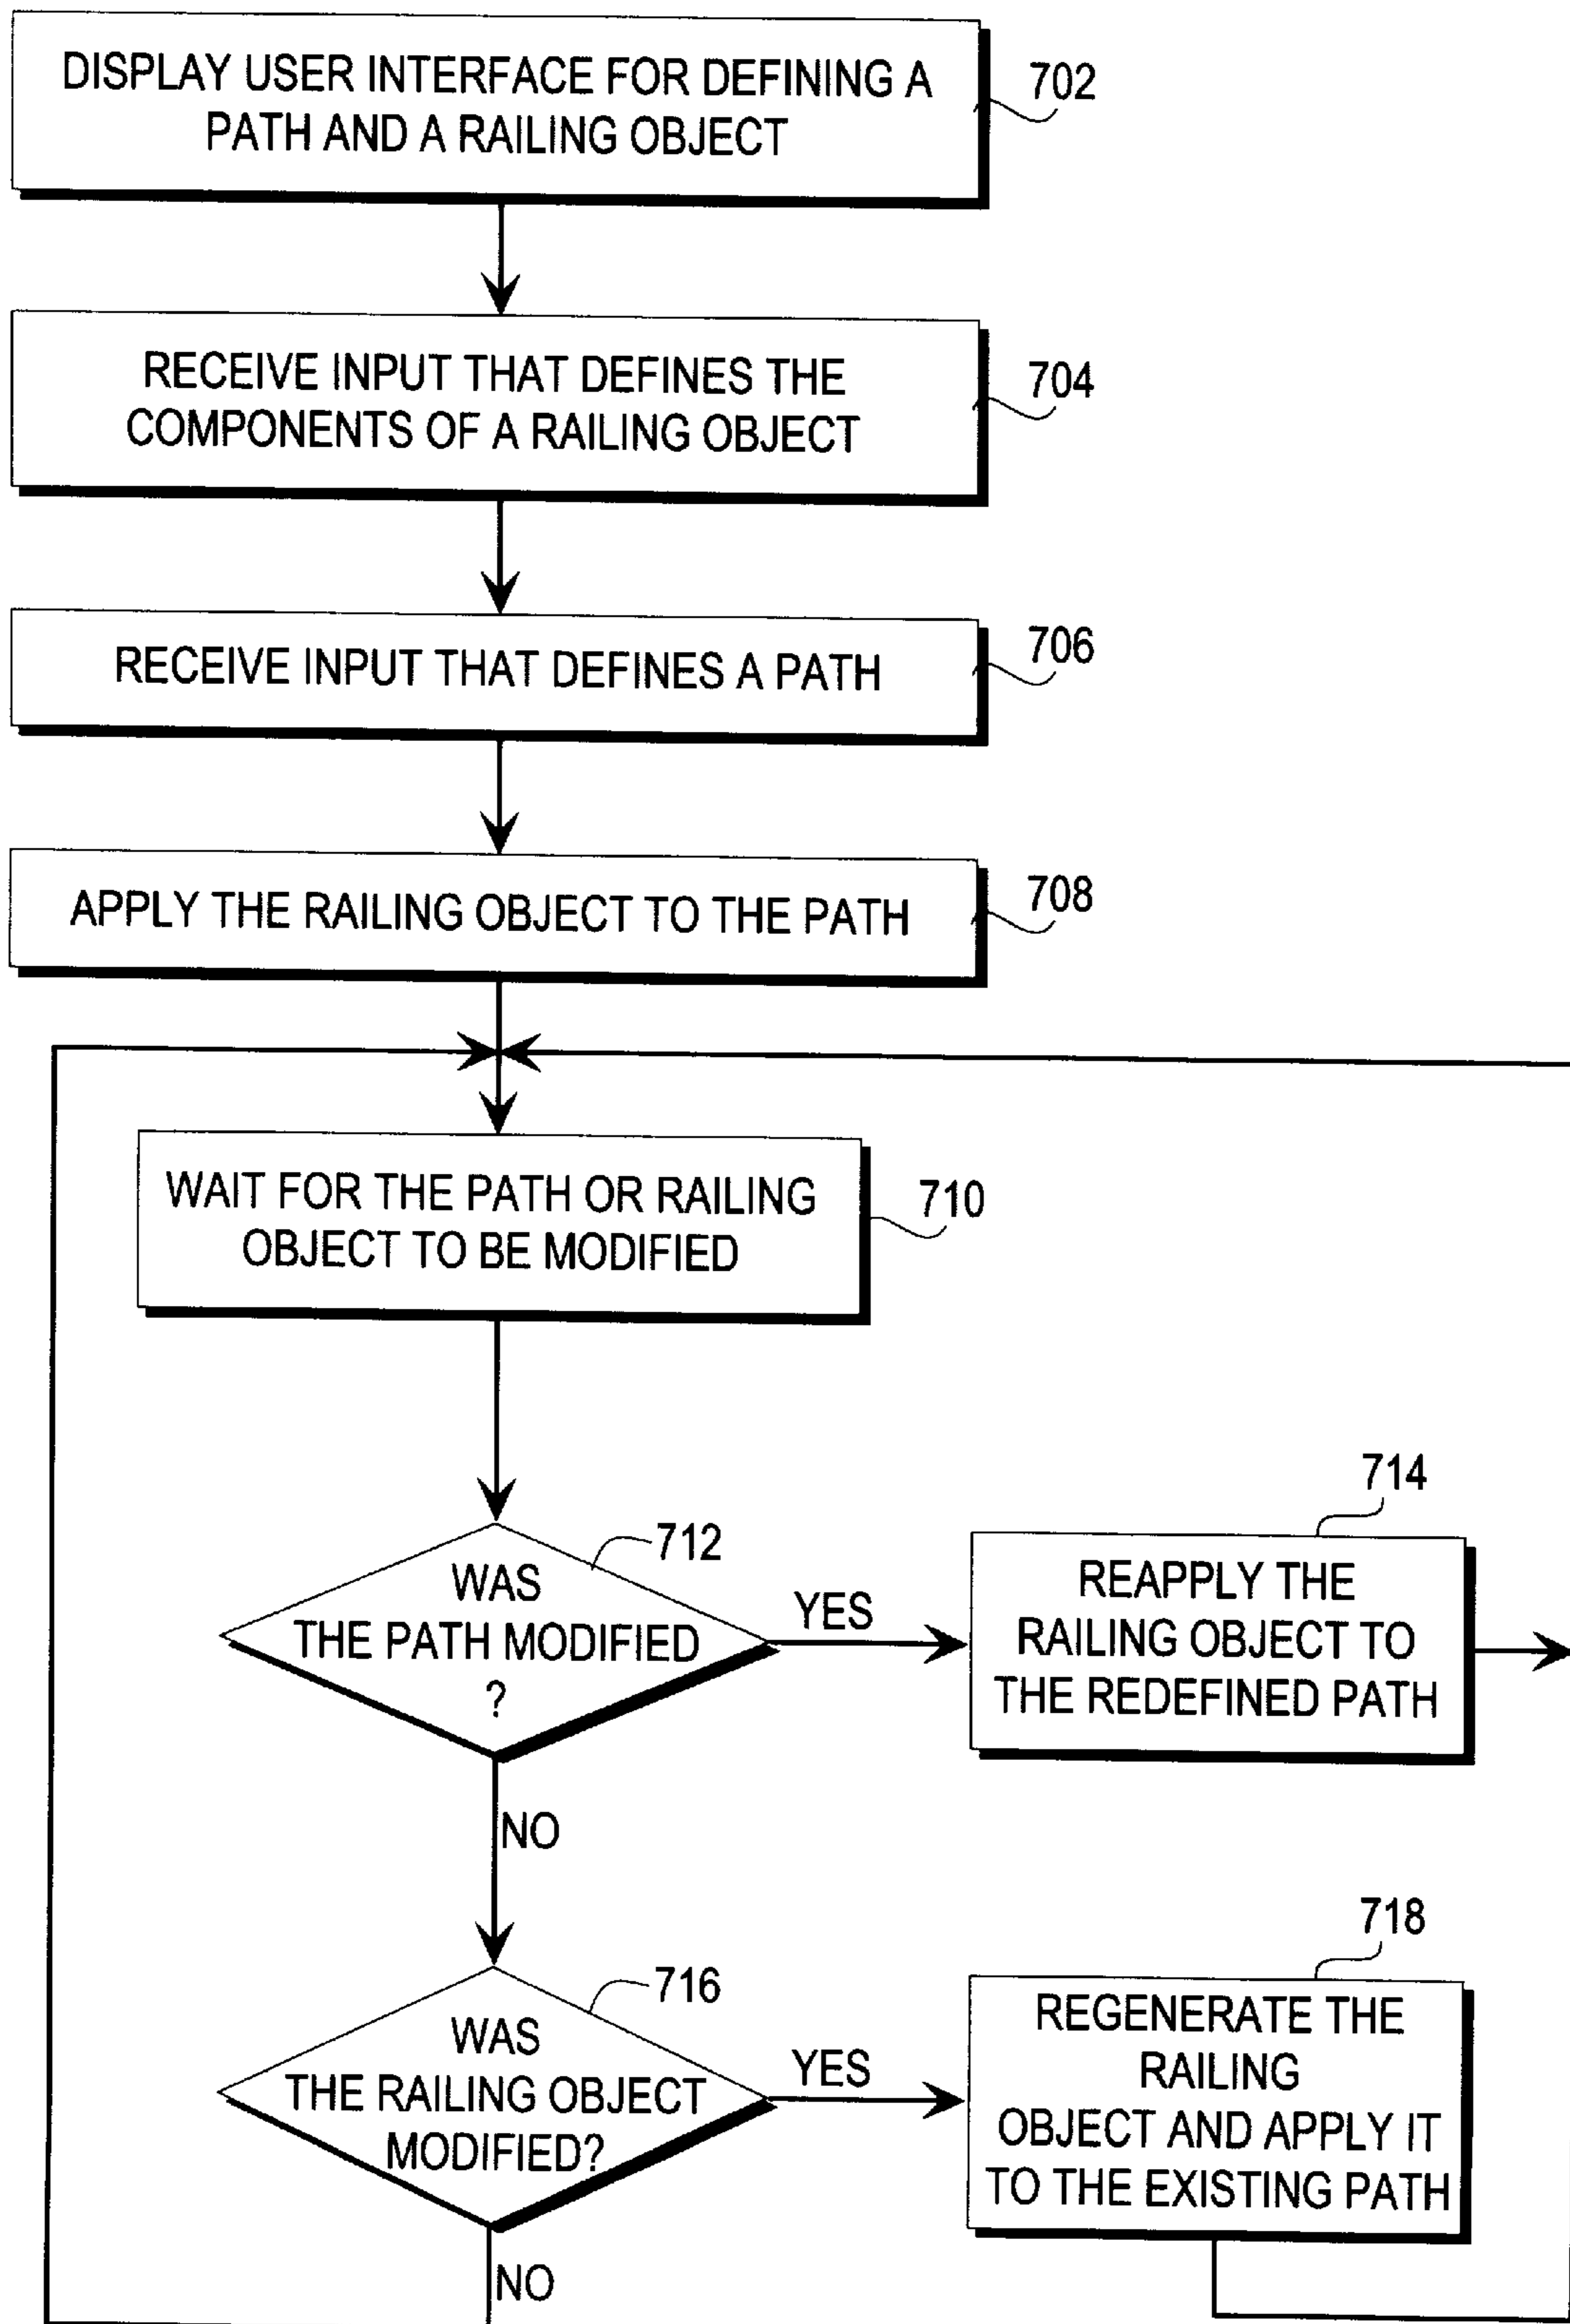 DISPLAY USER INTERFACE FOR DEFINING A
PATH AND A RAILING OBJECT
702
RECEIVE INPUT THAT DEFINES THE
COMPONENTS OF A RAILING OBJECT
704
RECEIVE INPUT THAT DEFINES A PATH
706
APPLY THE RAILING OBJECT TO THE PATH
708
WAIT FOR THE PATH OR RAILING
OBJECT TO BE MODIFIED
710
712
WAS
THE PATH MODIFIED
?
YES
714
REAPPLY THE
RAILING OBJECT TO
THE REDEFINED PATH
NO
716
WAS
THE RAILING OBJECT
MODIFIED?
YES
718
REGENERATE THE
RAILING
OBJECT AND APPLY IT
TO THE EXISTING PATH
NO